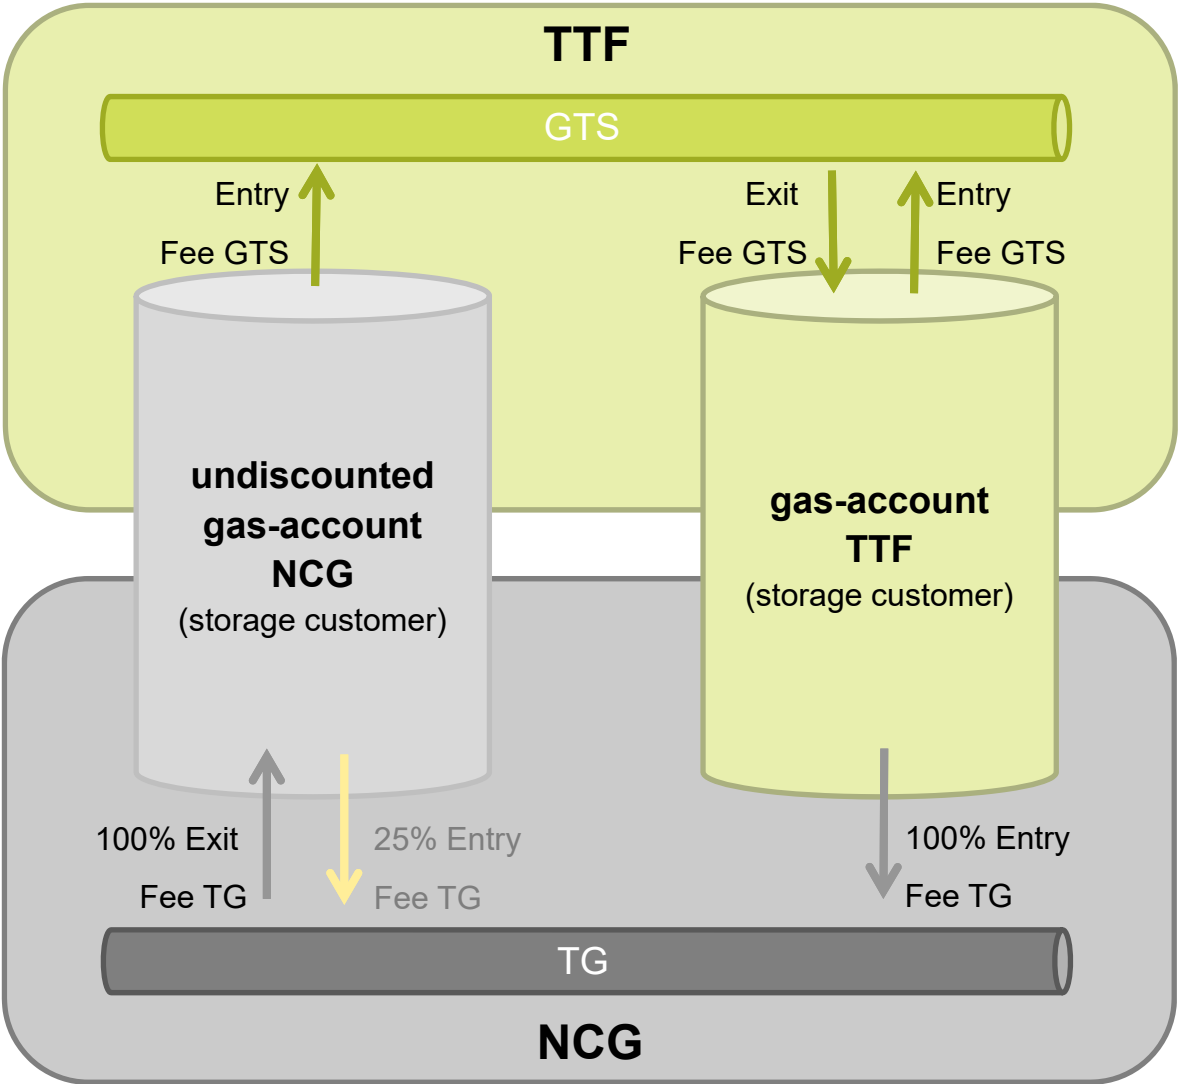 TTF
GTS
Entry
Fee GTS
Exit
Fee GTS
Entry
Fee GTS
undiscounted
gas-account
NCG
(storage customer)
gas-account
TTF
(storage customer)
100% Exit
Fee TG
25% Entry
Fee TG
100% Entry
Fee TG
TG
NCG